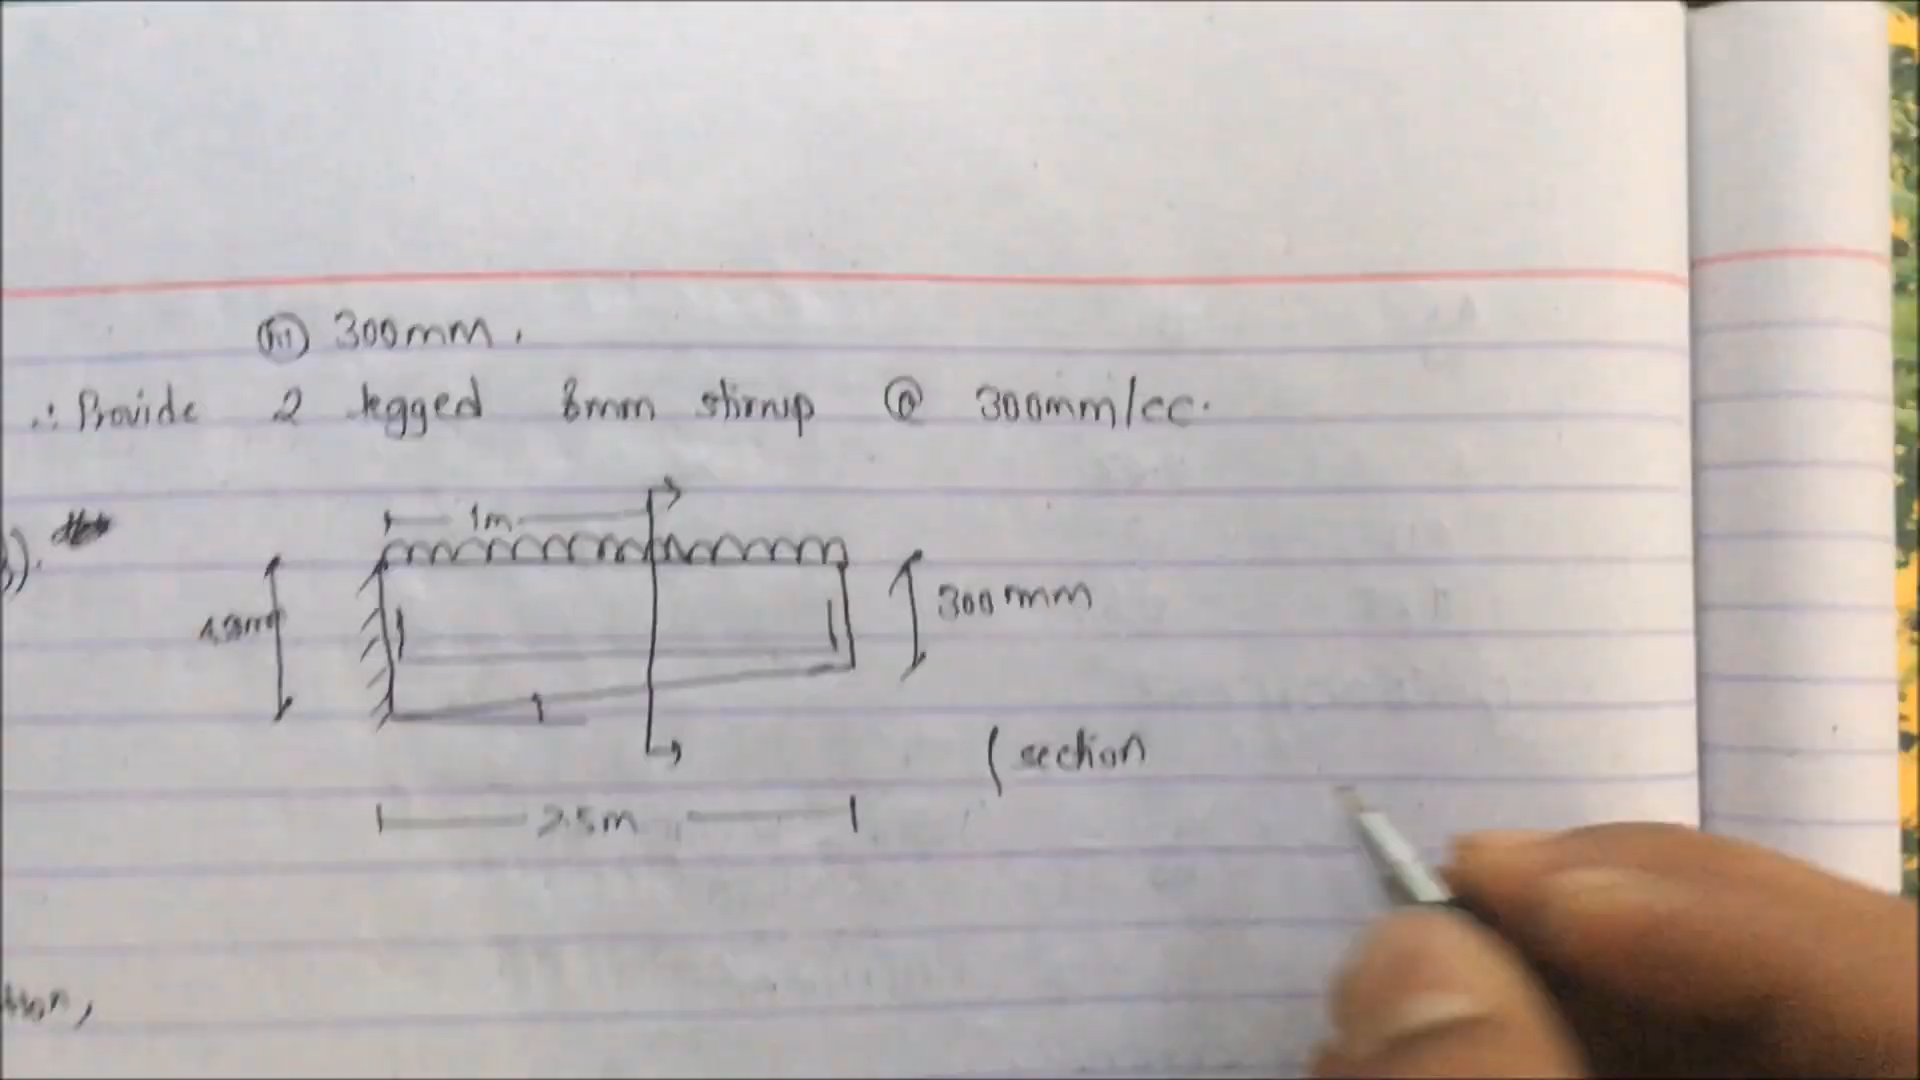 (iii) 300mm.
∴ Provide 2 legged 8mm stirrup @ 300mm/cc.
1m
300 mm
(section
2.5m